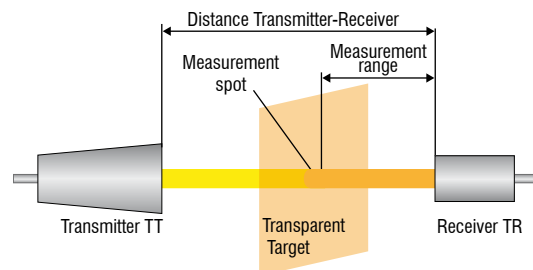 Distance Transmitter-Receiver
Measurement
range
Measurement
spot
Transmitter TT
Transparent
Target
Receiver TR